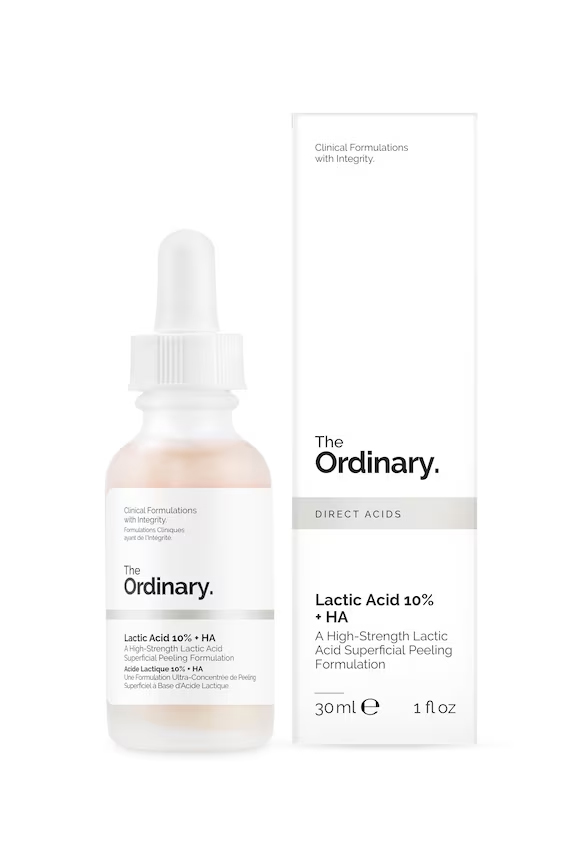 Clinical Formulations
with Integrity.
Formulations Cliniques
ayant de l'Intégrité.
The
Ordinary.
Lactic Acid 10% + HA
A High-Strength Lactic Acid
Superficial Peeling Formulation
Acide Lactique 10% + HA
Une Formulation Ultra-Concentrée de Peeling
Superficiel à Base d'Acide Lactique
Clinical Formulations
with Integrity.
The
Ordinary.
DIRECT ACIDS
Lactic Acid 10%
+ HA
A High-Strength Lactic
Acid Superficial Peeling
Formulation
30 ml ℮ 1 fl oz